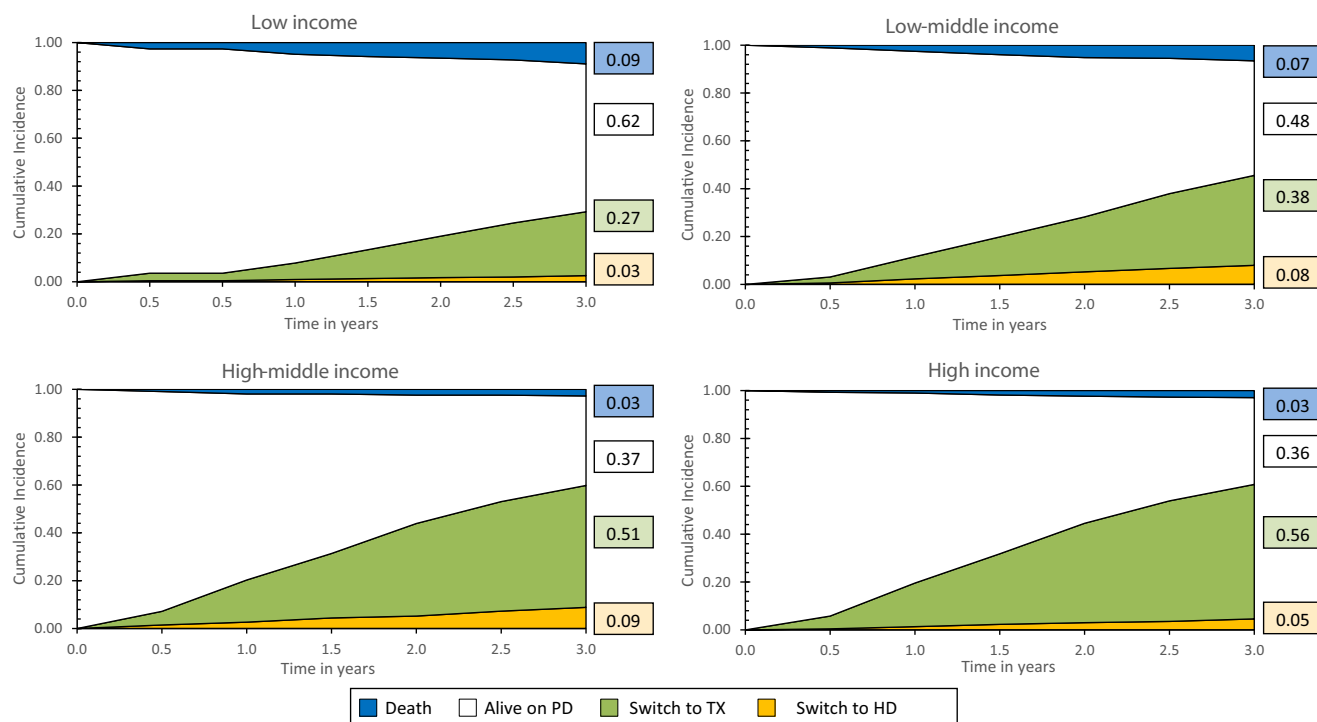 Low income
Cumulative Incidence
1.00
0.80
0.60
0.40
0.20
0.00
0.0 0.5 0.5 1.0 1.5 2.0 2.5 3.0
Time in years
0.09
0.62
0.27
0.03
Low-middle income
Cumulative Incidence
1.00
0.80
0.60
0.40
0.20
0.00
0.0 0.5 1.0 1.5 2.0 2.5 3.0
Time in years
0.07
0.48
0.38
0.08
High-middle income
Cumulative Incidence
1.00
0.80
0.60
0.40
0.20
0.00
0.0 0.5 1.0 1.5 2.0 2.5 3.0
Time in years
0.03
0.37
0.51
0.09
High income
Cumulative Incidence
1.00
0.80
0.60
0.40
0.20
0.00
0.0 0.5 1.0 1.5 2.0 2.5 3.0
Time in years
0.03
0.36
0.56
0.05
Death Alive on PD Switch to TX Switch to HD